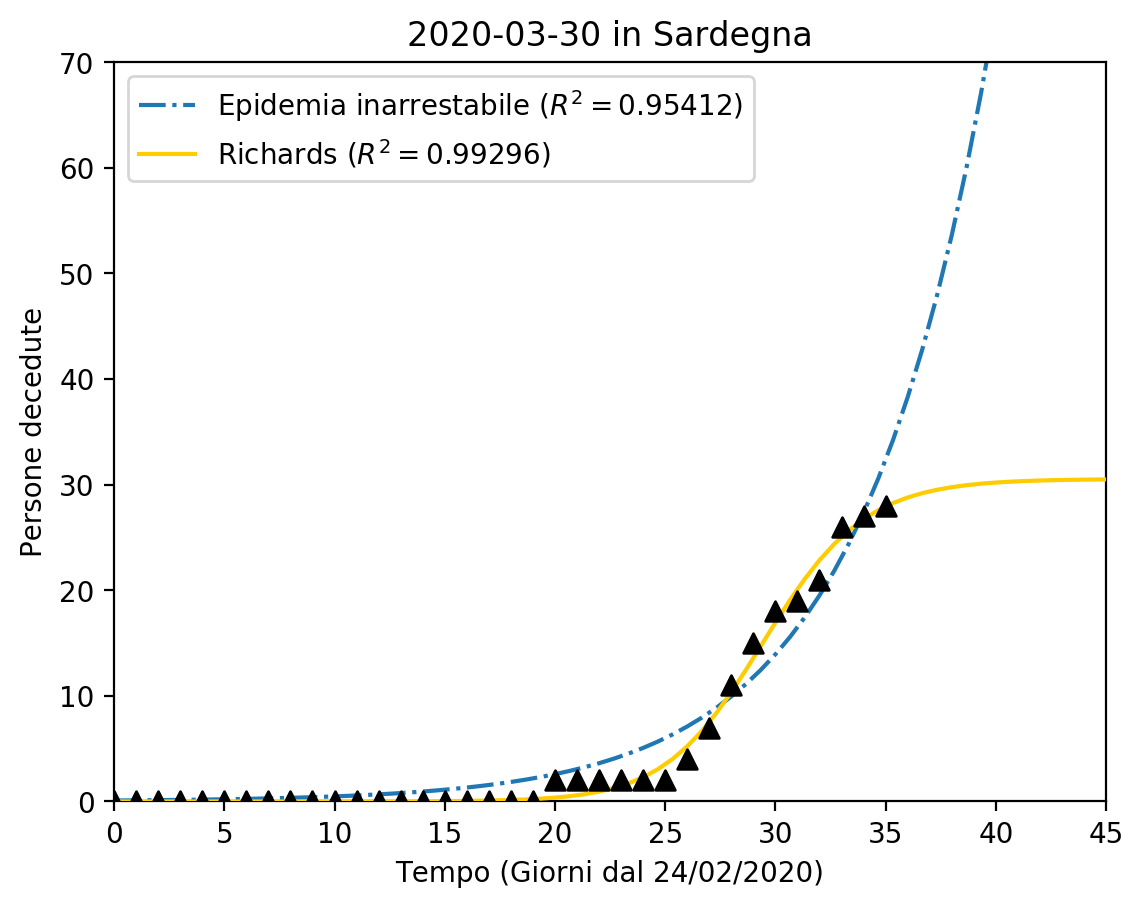 2020-03-30 in Sardegna
Epidemia inarrestabile (R² = 0.95412)
Richards (R² = 0.99296)
Persone decedute
70
60
50
40
30
20
10
0
0 5 10 15 20 25 30 35 40 45
Tempo (Giorni dal 24/02/2020)